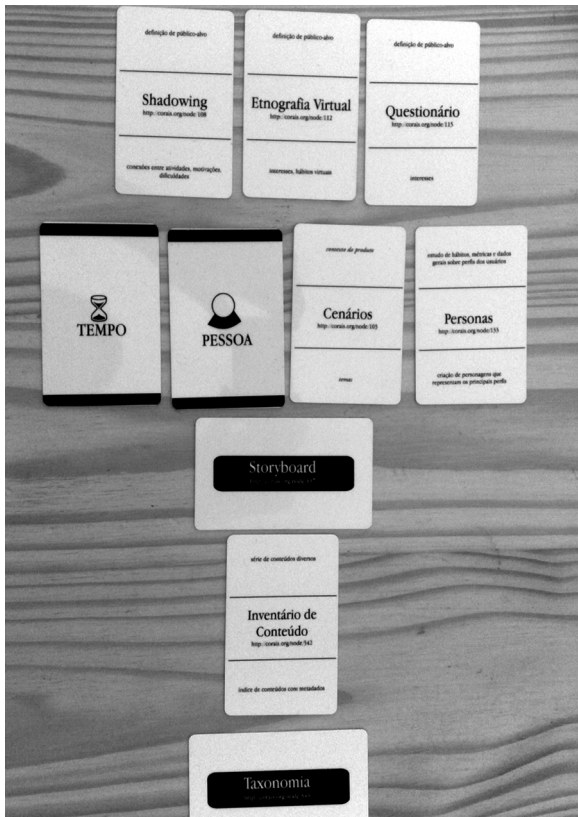 definição de público-alvo
Shadowing
http://corais.org/node/108
conexões entre atividades, motivações,
dificuldades
definição de público-alvo
Etnografia Virtual
http://corais.org/node/112
interesses, hábitos virtuais
definição de público-alvo
Questionário
http://corais.org/node/115
interesses
TEMPO
PESSOA
contexto do produto
Cenários
http://corais.org/node/103
temas
estudo de hábitos, métricas e dados
gerais sobre perfis dos usuários
Personas
http://corais.org/node/133
criação de personagens que
representam os principais perfis
Storyboard
série de conteúdos diversos
Inventário de
Conteúdo
http://corais.org/node/342
índice de conteúdos com metadados
Taxonomia